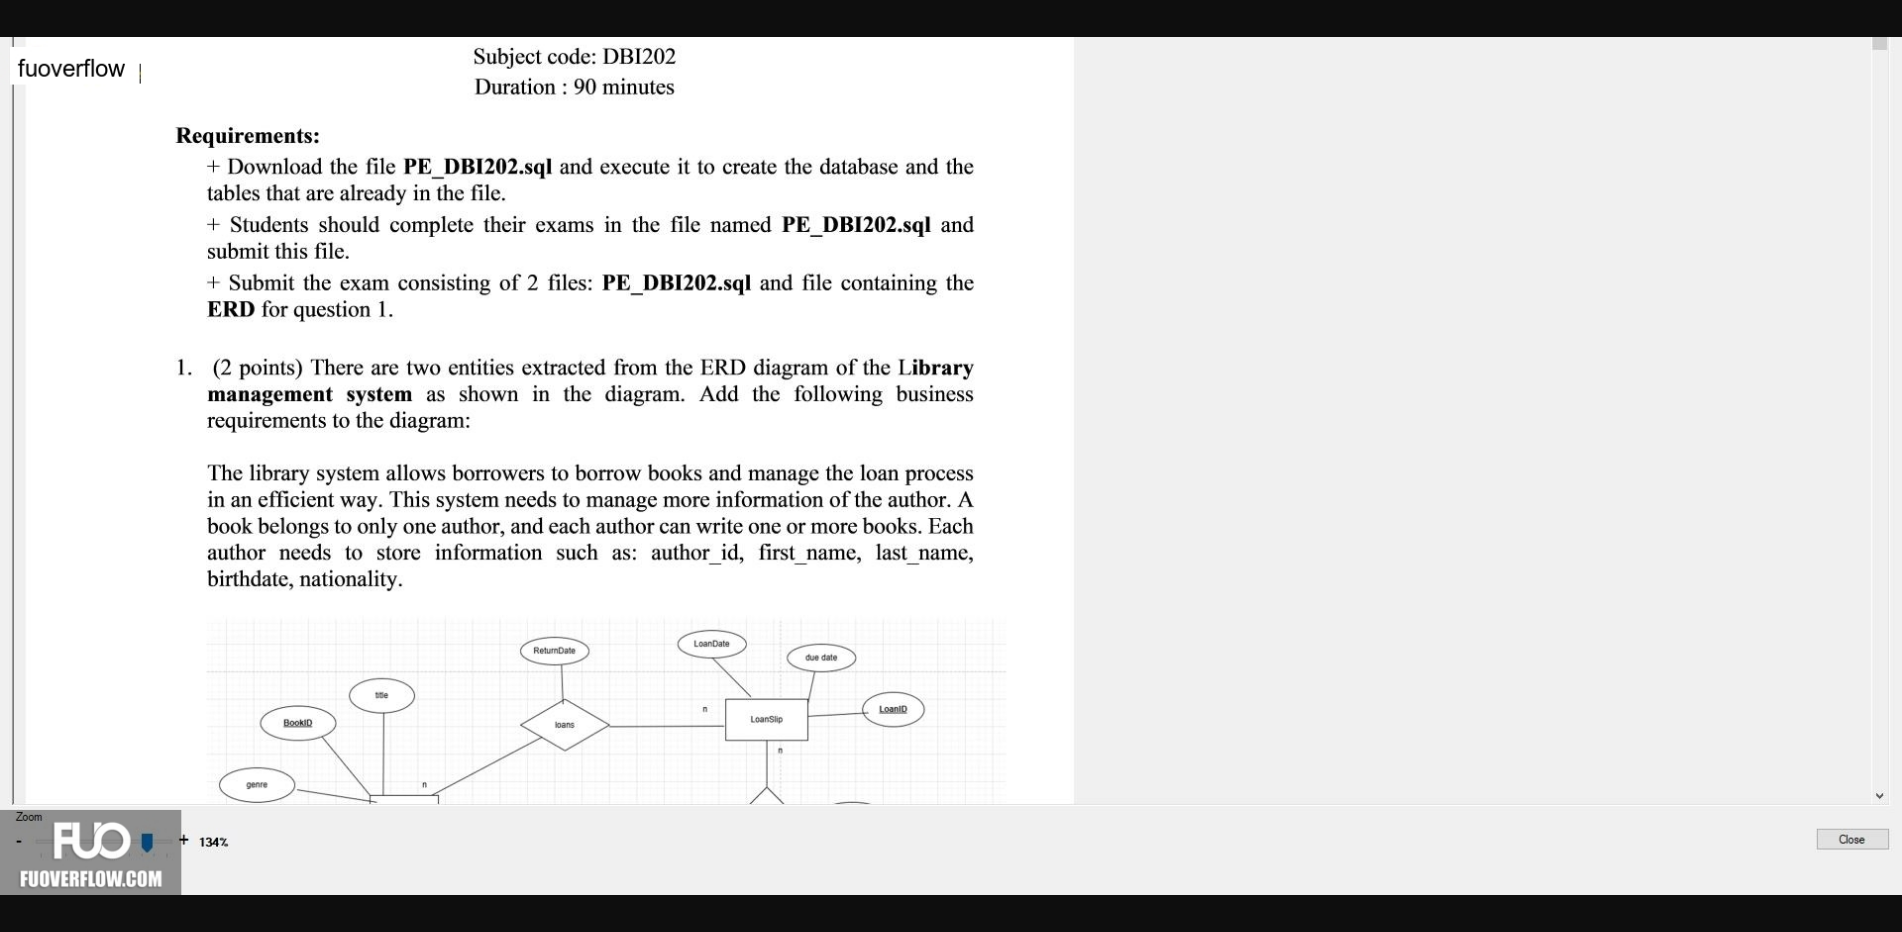 fuoverflow
Subject code: DBI202
Duration : 90 minutes
Requirements:
+ Download the file PE_DBI202.sql and execute it to create the database and the
tables that are already in the file.
+ Students should complete their exams in the file named PE_DBI202.sql and
submit this file.
+ Submit the exam consisting of 2 files: PE_DBI202.sql and file containing the
ERD for question 1.
1. (2 points) There are two entities extracted from the ERD diagram of the Library
management system as shown in the diagram. Add the following business
requirements to the diagram:
The library system allows borrowers to borrow books and manage the loan process
in an efficient way. This system needs to manage more information of the author. A
book belongs to only one author, and each author can write one or more books. Each
author needs to store information such as: author_id, first_name, last_name,
birthdate, nationality.
ReturnDate
LoanDate
due date
title
BookID
loans
n
LoanSlip
LoanID
n
genre
n
Zoom
- + 134%
FUO
FUOVERFLOW.COM
Close